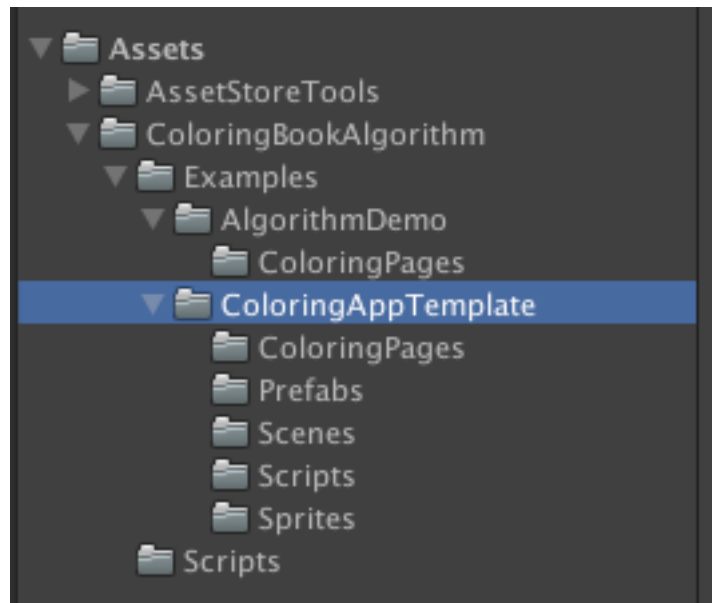 Assets
AssetStoreTools
ColoringBookAlgorithm
Examples
AlgorithmDemo
ColoringPages
ColoringAppTemplate
ColoringPages
Prefabs
Scenes
Scripts
Sprites
Scripts